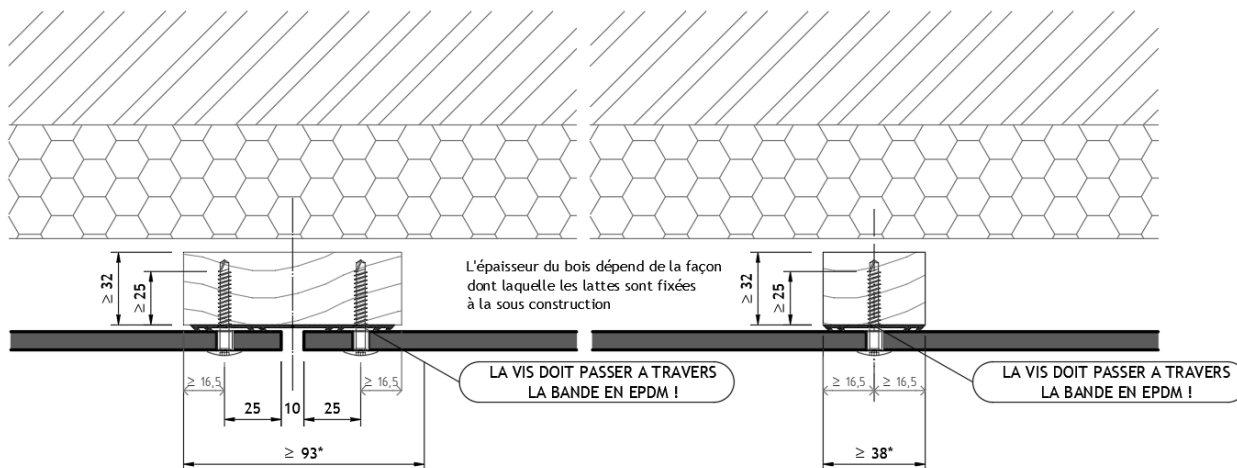 ≥ 32
≥ 25
L'épaisseur du bois dépend de la façon
dont laquelle les lattes sont fixées
à la sous construction
≥ 32
≥ 25
LA VIS DOIT PASSER A TRAVERS
LA BANDE EN EPDM !
LA VIS DOIT PASSER A TRAVERS
LA BANDE EN EPDM !
≥ 16,5
≥ 16,5
≥ 16,5
≥ 16,5
25
10
25
≥ 93*
≥ 38*